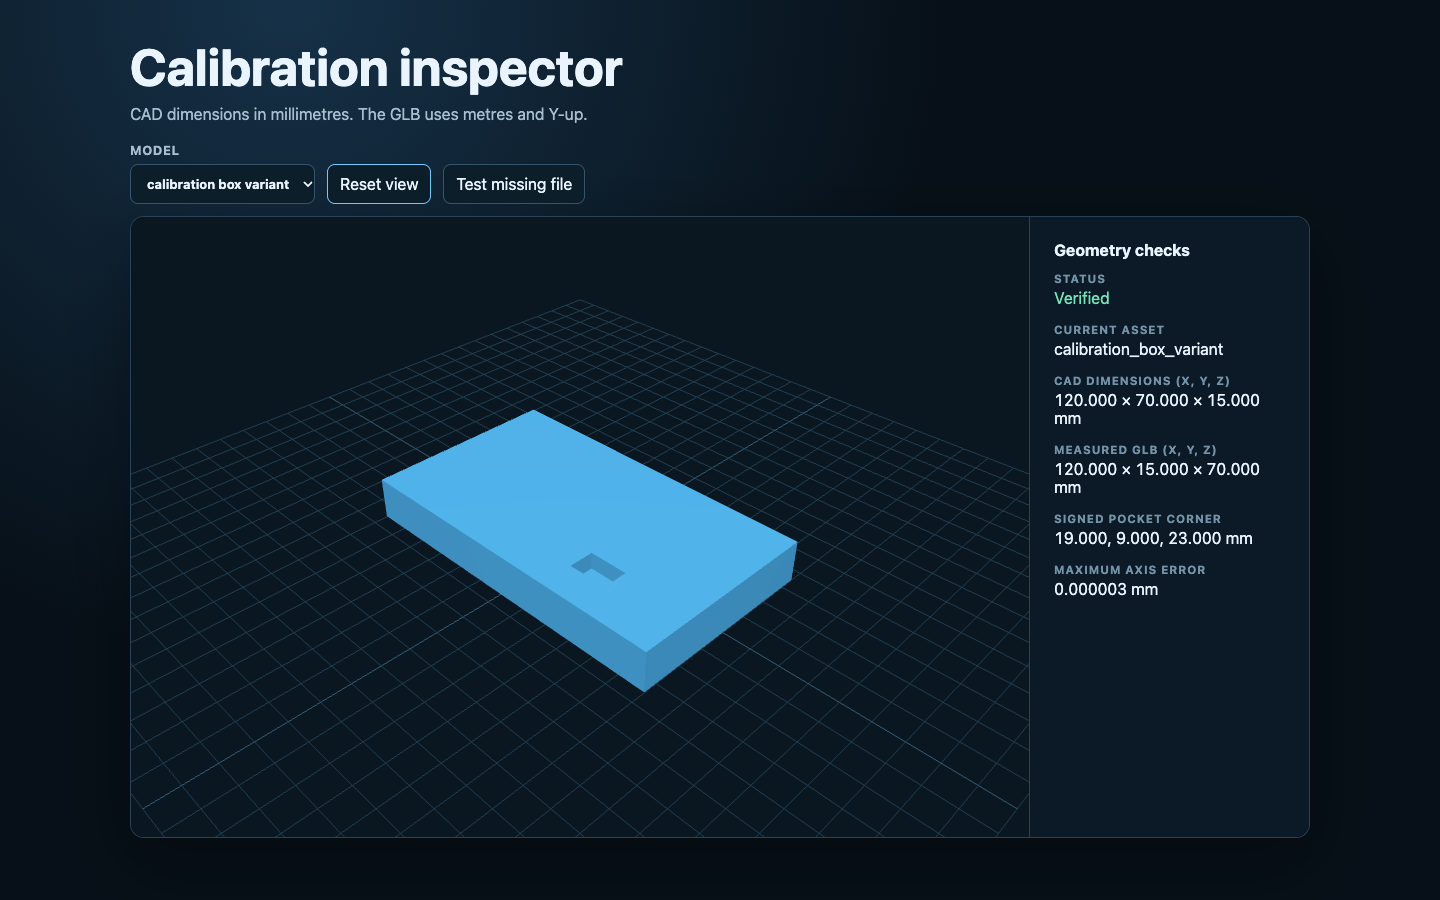 Calibration inspector
CAD dimensions in millimetres. The GLB uses metres and Y-up.
MODEL
calibration box variant
Reset view
Test missing file
Geometry checks
STATUS
Verified
CURRENT ASSET
calibration_box_variant
CAD DIMENSIONS (X, Y, Z)
120.000 × 70.000 × 15.000
mm
MEASURED GLB (X, Y, Z)
120.000 × 15.000 × 70.000
mm
SIGNED POCKET CORNER
19.000, 9.000, 23.000 mm
MAXIMUM AXIS ERROR
0.000003 mm